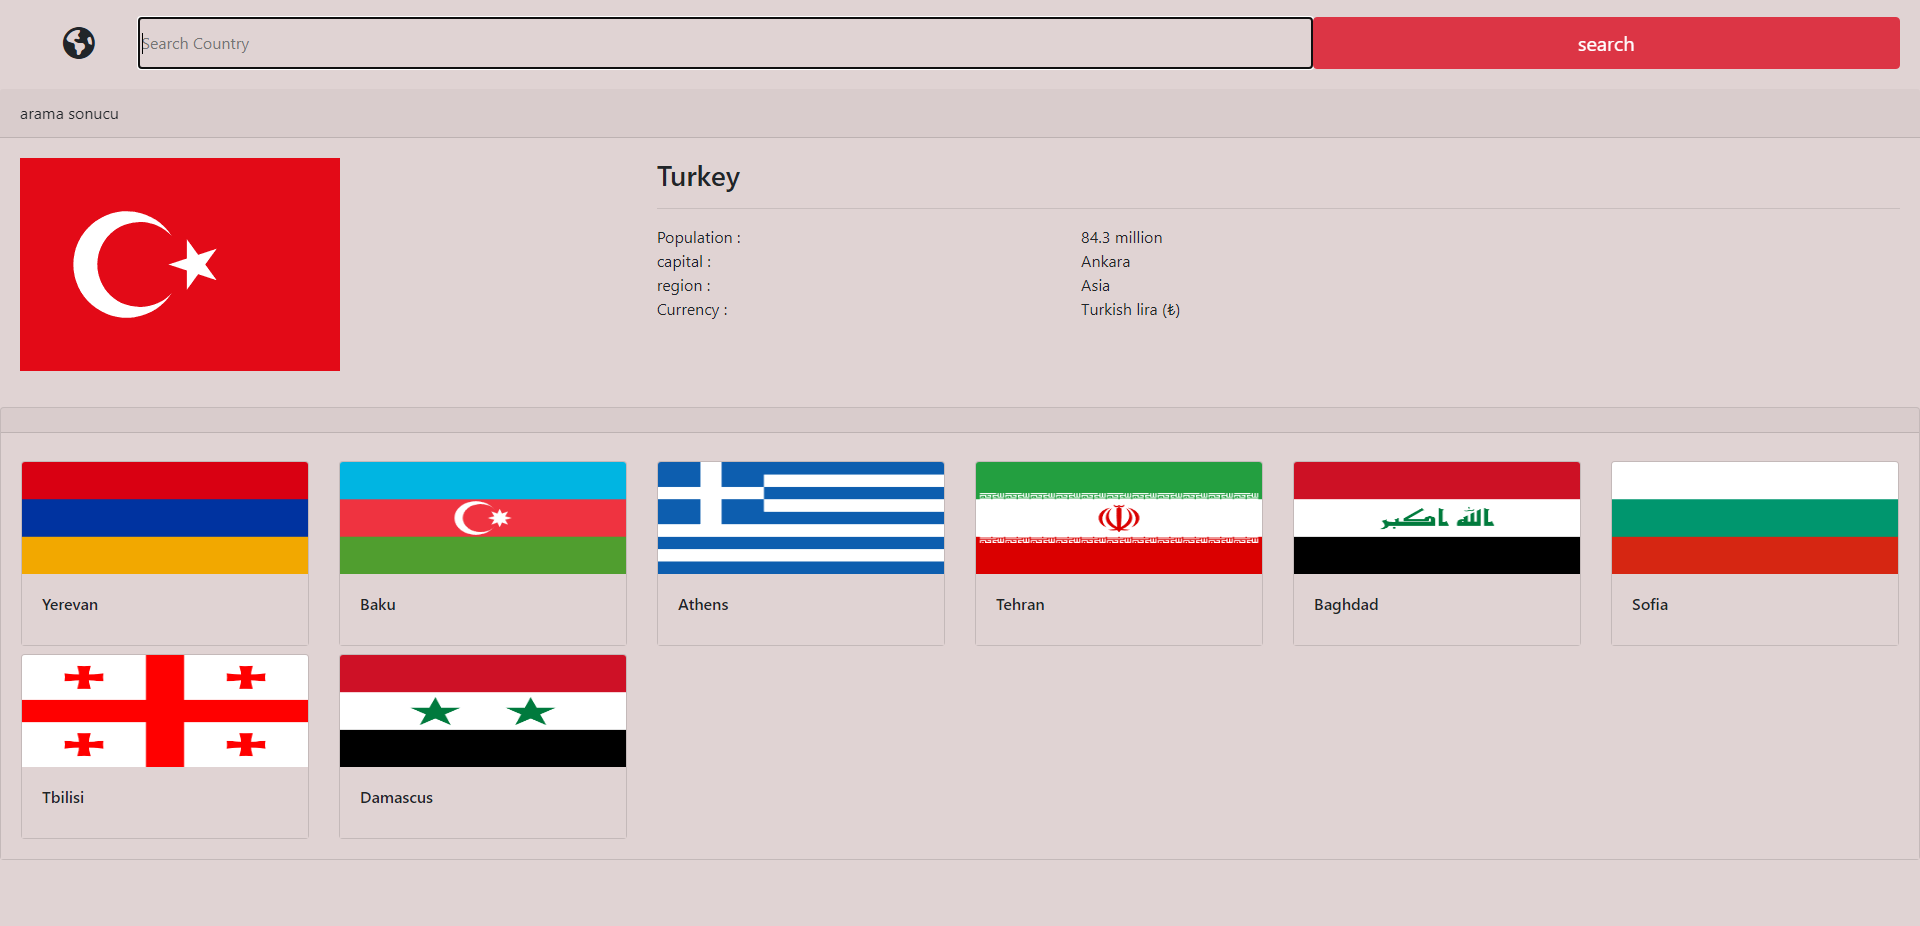 Search Country
search
arama sonucu
Turkey
Population : 84.3 million
capital : Ankara
region : Asia
Currency : Turkish lira (₺)
الله اكبر
Yerevan
Baku
Athens
Tehran
Baghdad
Sofia
Tbilisi
Damascus